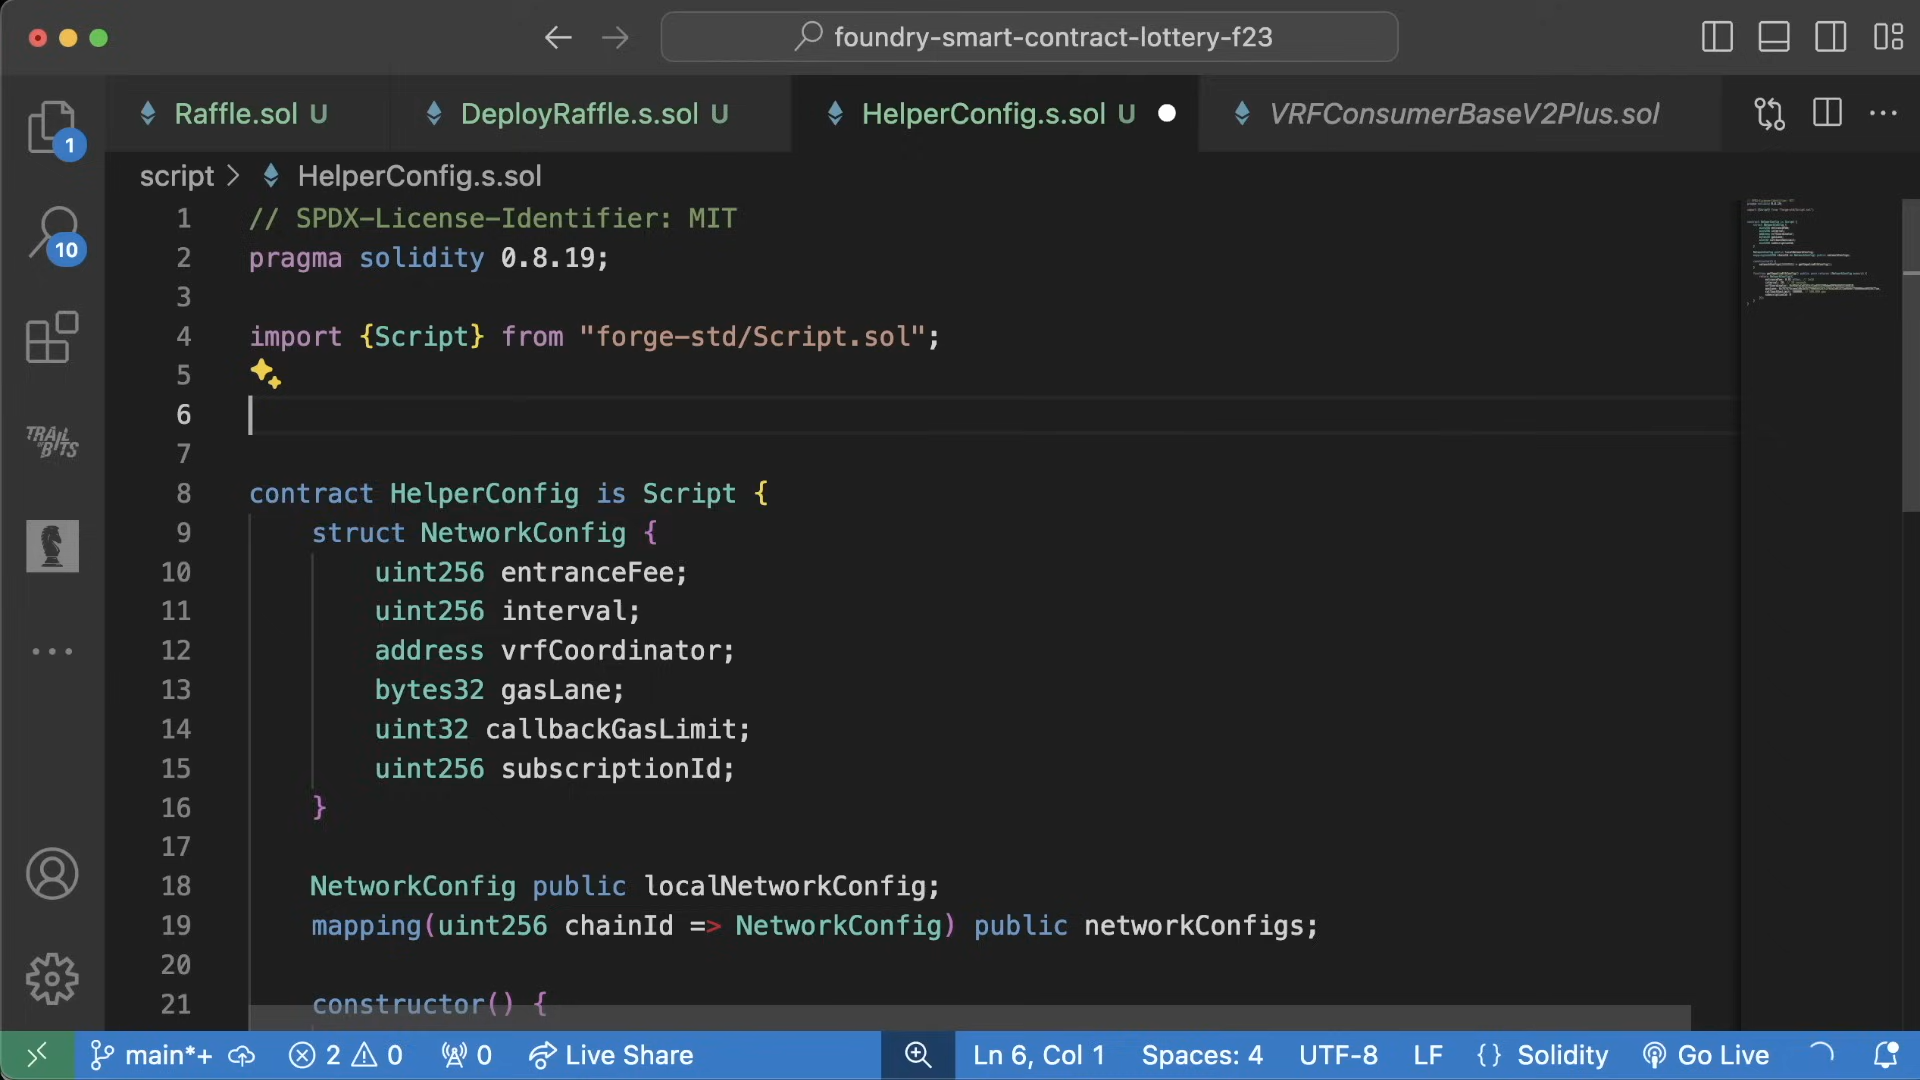 foundry-smart-contract-lottery-f23
Raffle.sol U
DeployRaffle.s.sol U
HelperConfig.s.sol U
VRFConsumerBaseV2Plus.sol
1
script > HelperConfig.s.sol
10
TRAIL OF BITS
1 // SPDX-License-Identifier: MIT
2 pragma solidity 0.8.19;
3
4 import {Script} from "forge-std/Script.sol";
5
6
7
8 contract HelperConfig is Script {
9 struct NetworkConfig {
10 uint256 entranceFee;
11 uint256 interval;
12 address vrfCoordinator;
13 bytes32 gasLane;
14 uint32 callbackGasLimit;
15 uint256 subscriptionId;
16 }
17
18 NetworkConfig public localNetworkConfig;
19 mapping(uint256 chainId => NetworkConfig) public networkConfigs;
20
21 constructor() {
main*+ 2 0 0 Live Share Ln 6, Col 1 Spaces: 4 UTF-8 LF {} Solidity Go Live